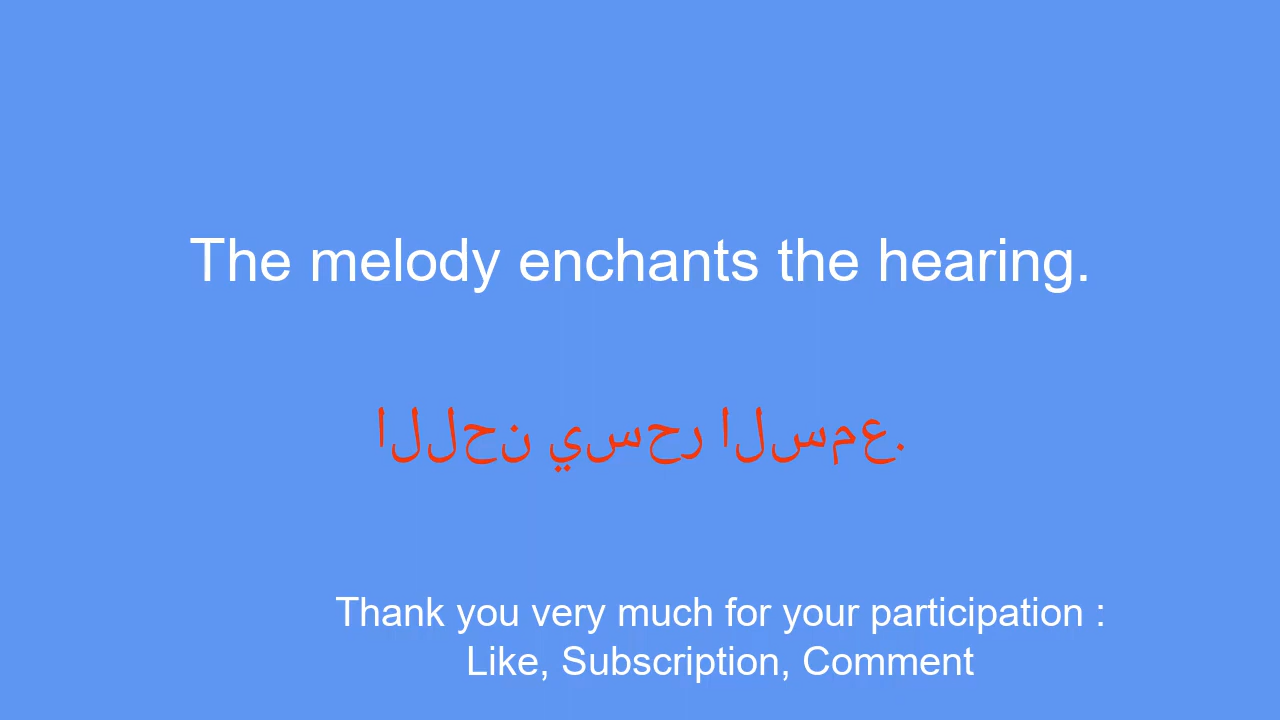 The melody enchants the hearing.
اللحن يسحر السمع.
Thank you very much for your participation :
Like, Subscription, Comment